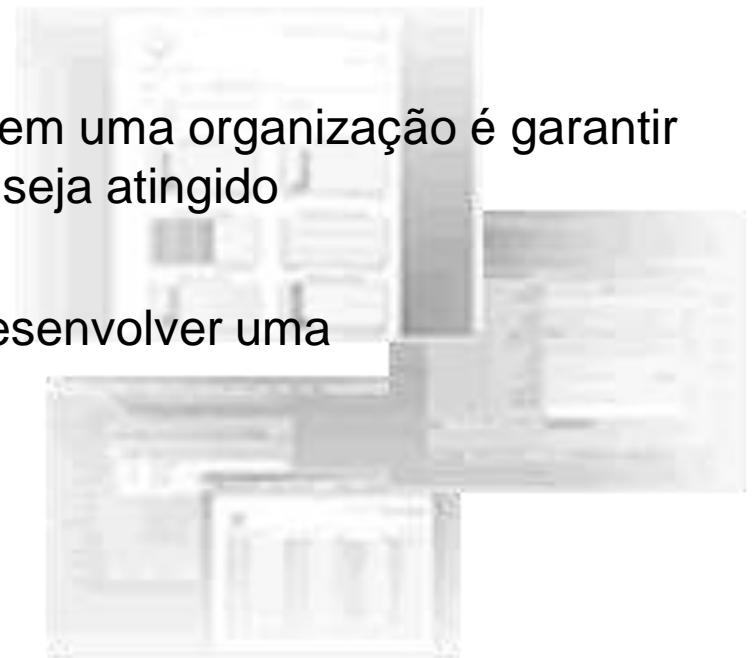 em uma organização é garantir
seja atingido
esenvolver uma